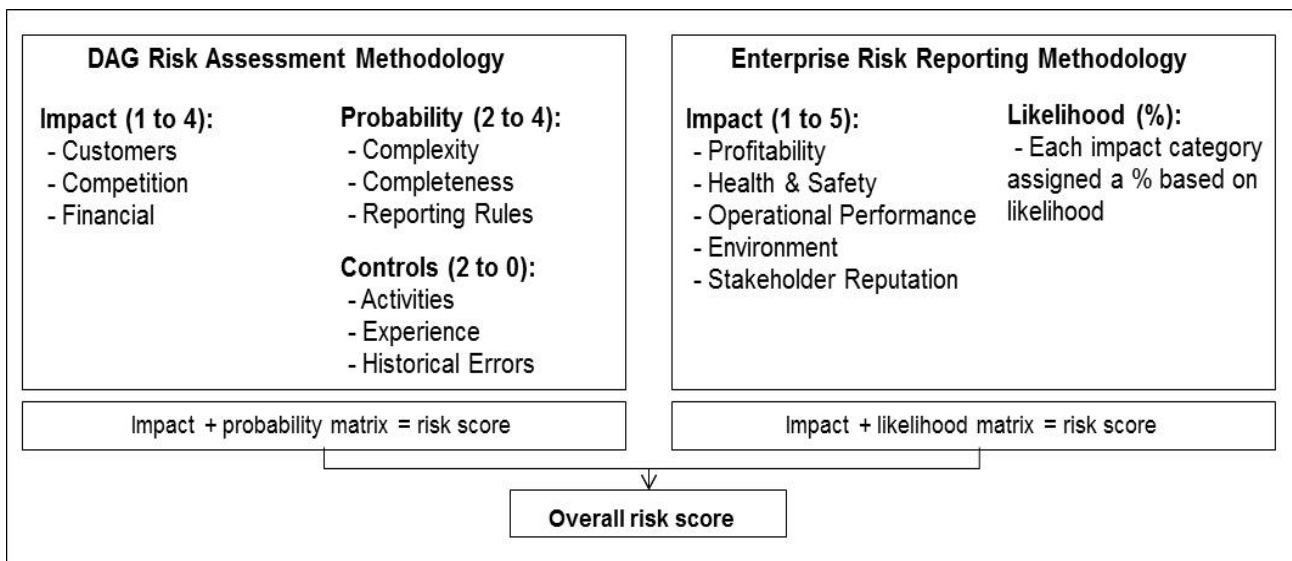 DAG Risk Assessment Methodology
Impact (1 to 4):
- Customers
- Competition
- Financial
Probability (2 to 4):
- Complexity
- Completeness
- Reporting Rules
Controls (2 to 0):
- Activities
- Experience
- Historical Errors
Impact + probability matrix = risk score
Enterprise Risk Reporting Methodology
Impact (1 to 5):
- Profitability
- Health & Safety
- Operational Performance
- Environment
- Stakeholder Reputation
Likelihood (%):
- Each impact category
assigned a % based on
likelihood
Impact + likelihood matrix = risk score
Overall risk score